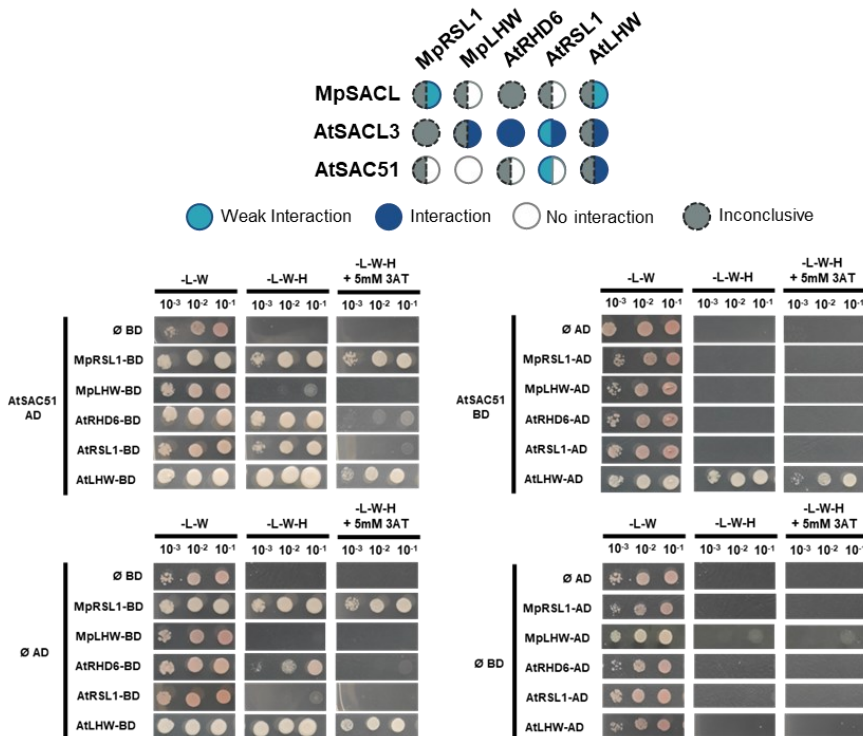 MpRSL1 MpLHW AtRHD6 AtRSL1 AtLHW
MpSACL
AtSACL3
AtSAC51
Weak Interaction Interaction No interaction Inconclusive
-L-W -L-W-H -L-W-H + 5mM 3AT
10-3 10-2 10-1 10-3 10-2 10-1 10-3 10-2 10-1
AtSAC51 AD
Ø BD
MpRSL1-BD
MpLHW-BD
AtRHD6-BD
AtRSL1-BD
AtLHW-BD
-L-W -L-W-H -L-W-H + 5mM 3AT
10-3 10-2 10-1 10-3 10-2 10-1 10-3 10-2 10-1
AtSAC51 BD
Ø AD
MpRSL1-AD
MpLHW-AD
AtRHD6-AD
AtRSL1-AD
AtLHW-AD
-L-W -L-W-H -L-W-H + 5mM 3AT
10-3 10-2 10-1 10-3 10-2 10-1 10-3 10-2 10-1
Ø AD
Ø BD
MpRSL1-BD
MpLHW-BD
AtRHD6-BD
AtRSL1-BD
AtLHW-BD
-L-W -L-W-H -L-W-H + 5mM 3AT
10-3 10-2 10-1 10-3 10-2 10-1 10-3 10-2 10-1
Ø BD
Ø AD
MpRSL1-AD
MpLHW-AD
AtRHD6-AD
AtRSL1-AD
AtLHW-AD